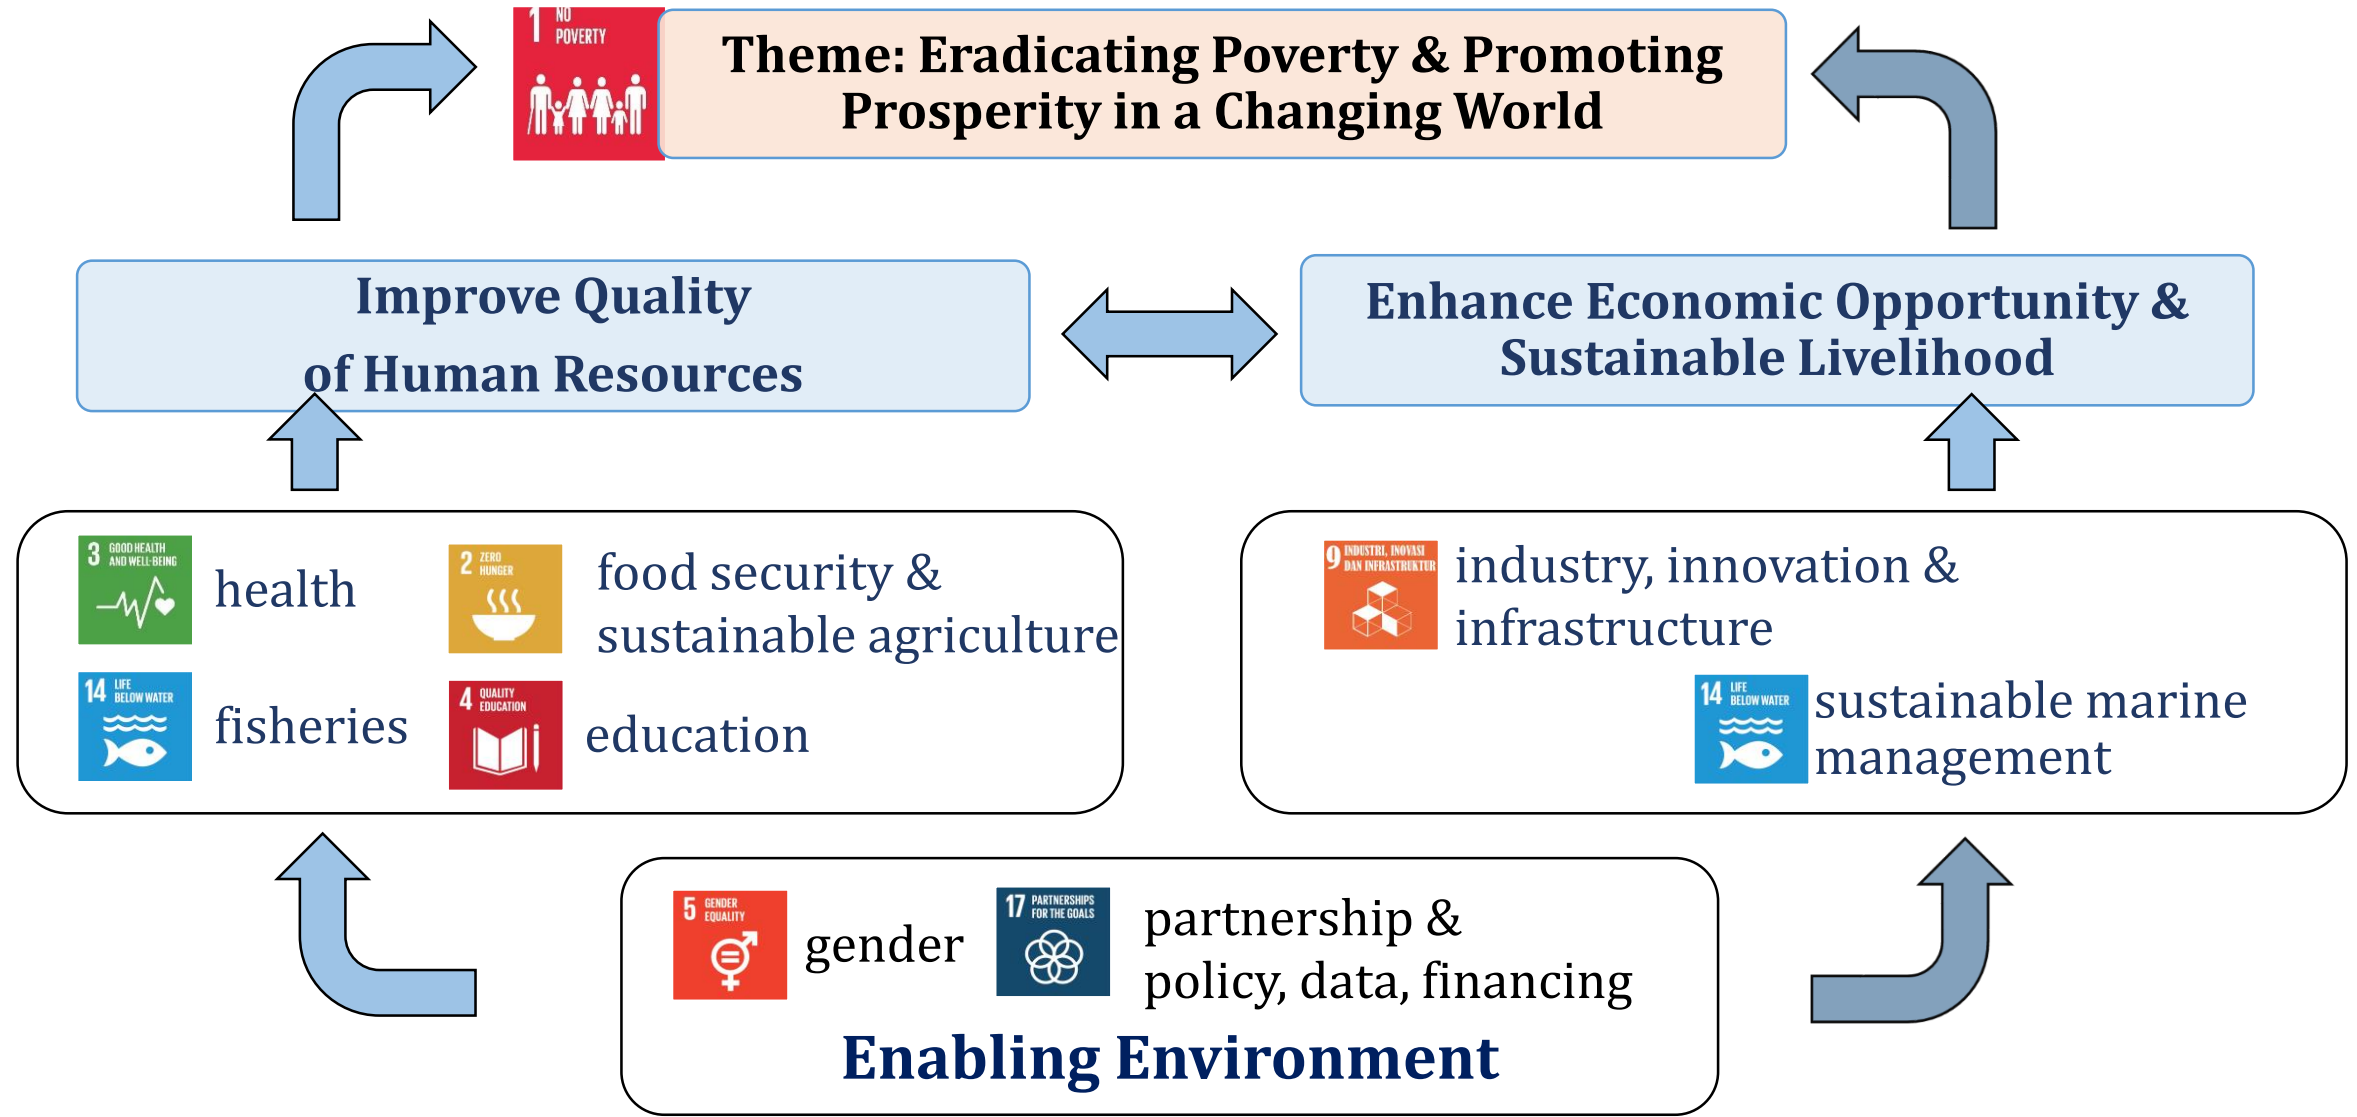 1 NO
POVERTY
Theme: Eradicating Poverty & Promoting
Prosperity in a Changing World
Improve Quality
of Human Resources
Enhance Economic Opportunity &
Sustainable Livelihood
3 GOOD HEALTH
AND WELL-BEING
health
2 ZERO
HUNGER
food security &
sustainable agriculture
14 LIFE
BELOW WATER
fisheries
4 QUALITY
EDUCATION
education
9 INDUSTRI, INOVASI
DAN INFRASTRUKTUR
industry, innovation &
infrastructure
14 LIFE
BELOW WATER
sustainable marine
management
5 GENDER
EQUALITY
gender
17 PARTNERSHIPS
FOR THE GOALS
partnership &
policy, data, financing
Enabling Environment